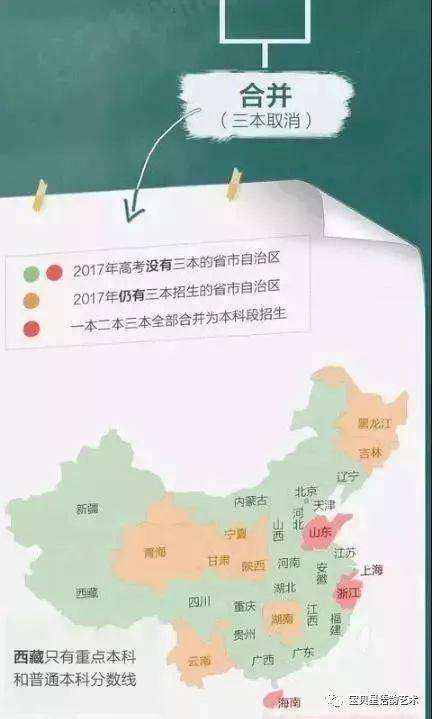 合并
（三本取消）
2017年高考没有三本的省市自治区
2017年仍有三本招生的省市自治区
一本二本三本全部合并为本科段招生
黑龙江
吉林
辽宁
北京
内蒙古
天津
河北
新疆
山西
山东
宁夏
青海
甘肃
陕西
河南
江苏
安徽
上海
西藏
四川
湖北
重庆
浙江
湖南
江西
贵州
福建
云南
广西
广东
海南
西藏只有重点本科
和普通本科分数线
宝贝星语韵艺术